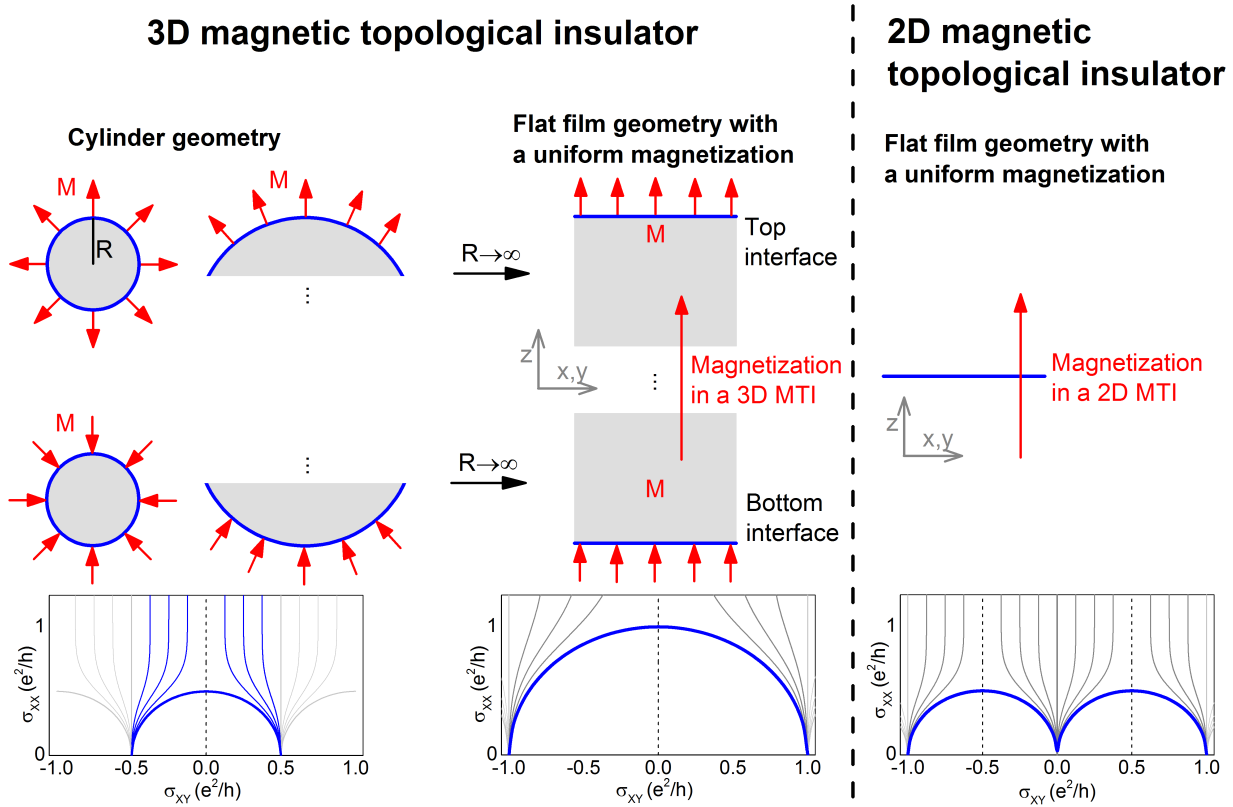 3D magnetic topological insulator
2D magnetic
topological insulator
Cylinder geometry
Flat film geometry with
a uniform magnetization
Flat film geometry with
a uniform magnetization
M
R
M
⋮
R→∞
M
Top
interface
z
x,y
⋮
Magnetization
in a 3D MTI
Magnetization
in a 2D MTI
z
x,y
M
⋮
R→∞
M
Bottom
interface
σXX (e²/h)
1
0
-1.0 -0.5 0.0 0.5 1.0
σXY (e²/h)
σXX (e²/h)
1
0
-1.0 -0.5 0.0 0.5 1.0
σXY (e²/h)
σXX (e²/h)
1
0
-1.0 -0.5 0.0 0.5 1.0
σXY (e²/h)